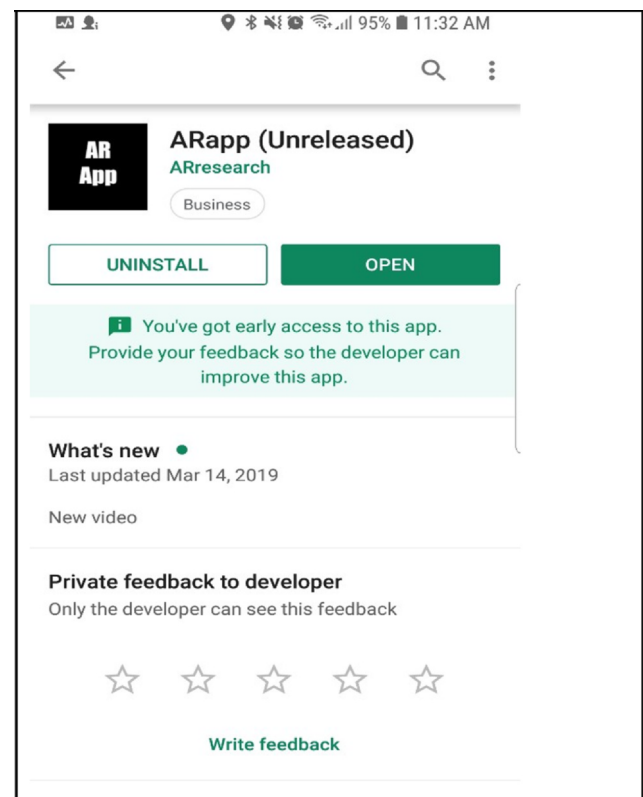 95% 11:32 AM
AR
App
ARapp (Unreleased)
ARresearch
Business
UNINSTALL
OPEN
You've got early access to this app.
Provide your feedback so the developer can
improve this app.
What's new
Last updated Mar 14, 2019
New video
Private feedback to developer
Only the developer can see this feedback
Write feedback